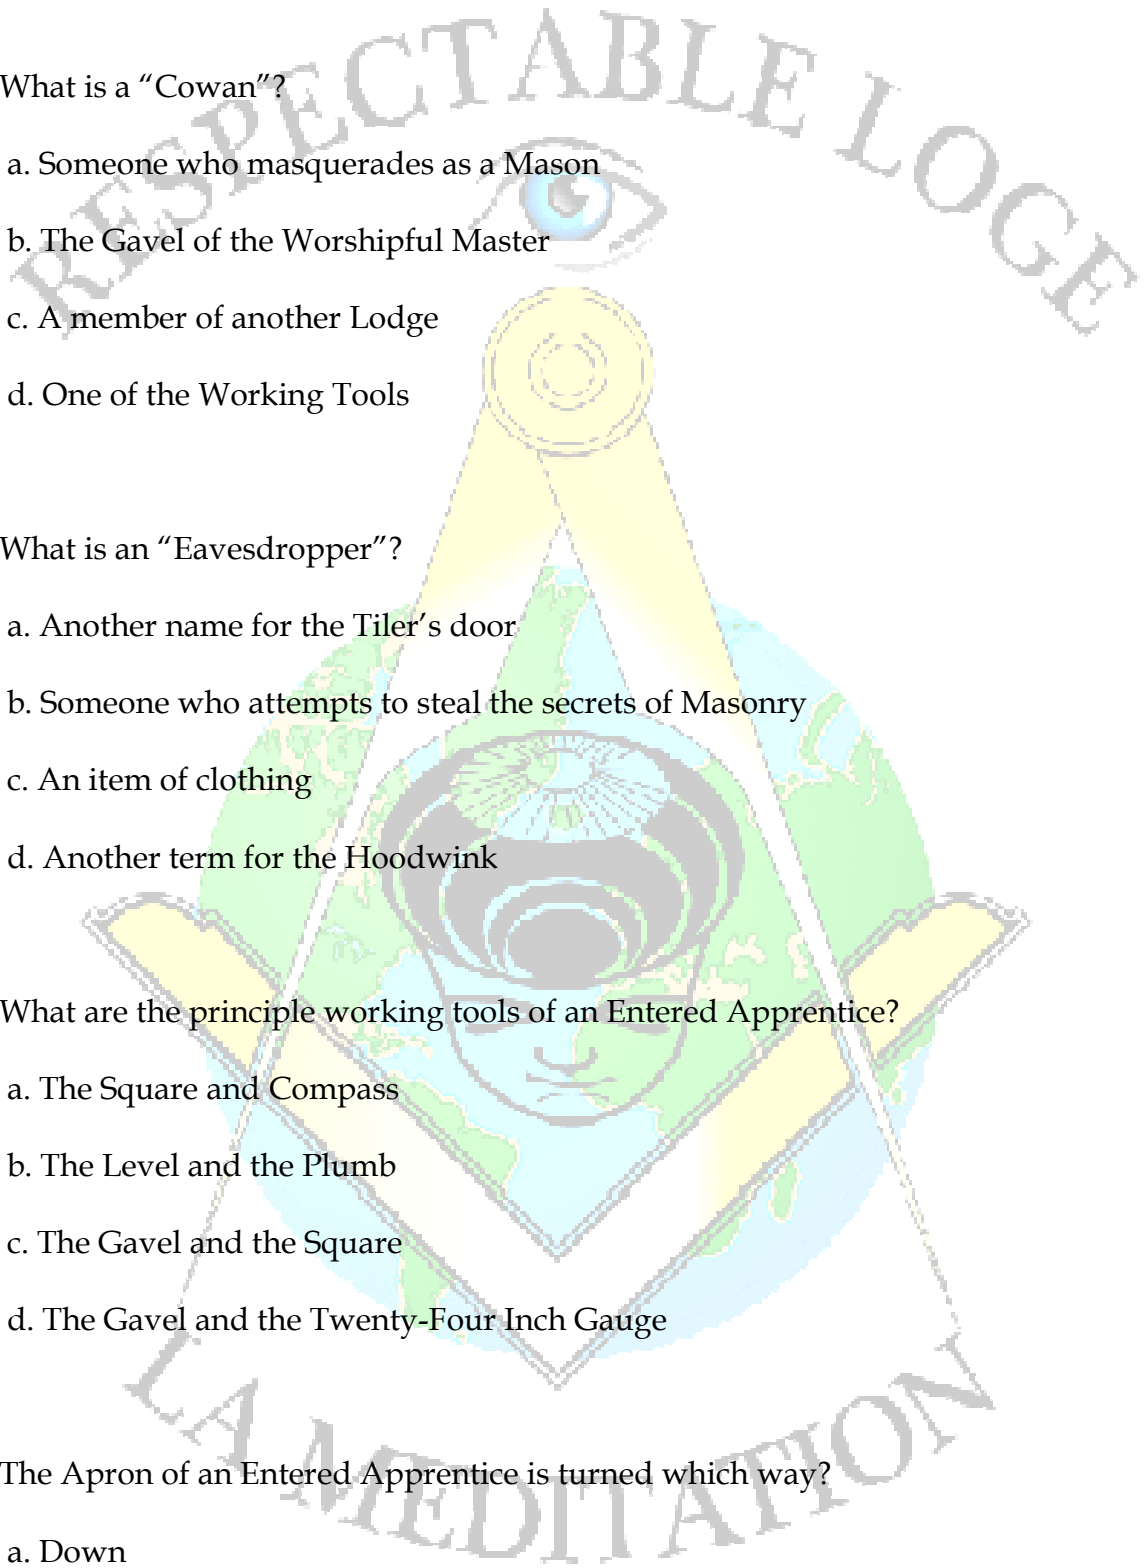 RESPECTABLE LOGE
What is a “Cowan”?
a. Someone who masquerades as a Mason
b. The Gavel of the Worshipful Master
c. A member of another Lodge
d. One of the Working Tools
What is an “Eavesdropper”?
a. Another name for the Tiler’s door
b. Someone who attempts to steal the secrets of Masonry
c. An item of clothing
d. Another term for the Hoodwink
What are the principle working tools of an Entered Apprentice?
a. The Square and Compass
b. The Level and the Plumb
c. The Gavel and the Square
d. The Gavel and the Twenty-Four Inch Gauge
The Apron of an Entered Apprentice is turned which way?
a. Down
LA MEDITATION